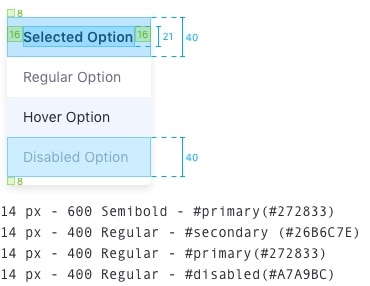 8
16 Selected Option 16 21 40
Regular Option
Hover Option
Disabled Option 40
8
14 px - 600 Semibold - #primary(#272833)
14 px - 400 Regular - #secondary (#26B6C7E)
14 px - 400 Regular - #primary(#272833)
14 px - 400 Regular - #disabled(#A7A9BC)